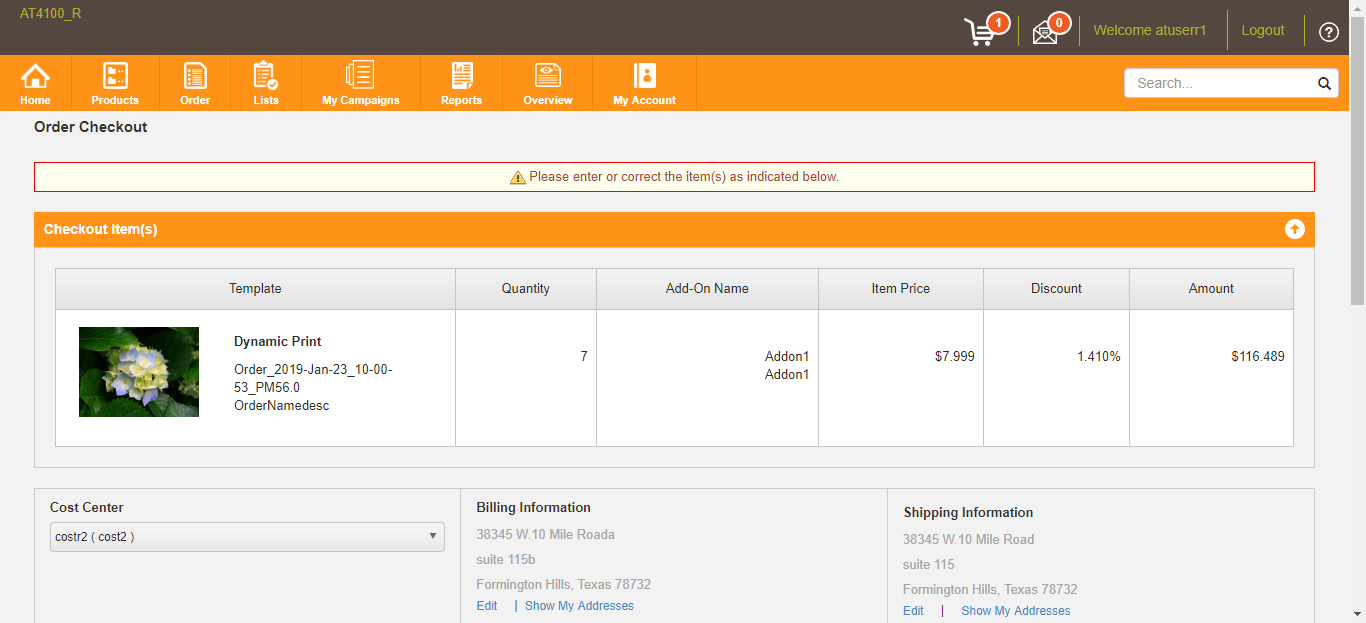 AT4100_R
1
0
Welcome atuserr1
Logout
?
Home
Products
Order
Lists
My Campaigns
Reports
Overview
My Account
Search...
Order Checkout
Please enter or correct the item(s) as indicated below.
Checkout Item(s)
Template
Quantity
Add-On Name
Item Price
Discount
Amount
Dynamic Print
Order_2019-Jan-23_10-00-
53_PM56.0
OrderNamedesc
7
Addon1
Addon1
$7.999
1.410%
$116.489
Cost Center
costr2 ( cost2 )
Billing Information
38345 W.10 Mile Roada
suite 115b
Formington Hills, Texas 78732
Edit | Show My Addresses
Shipping Information
38345 W.10 Mile Road
suite 115
Formington Hills, Texas 78732
Edit | Show My Addresses